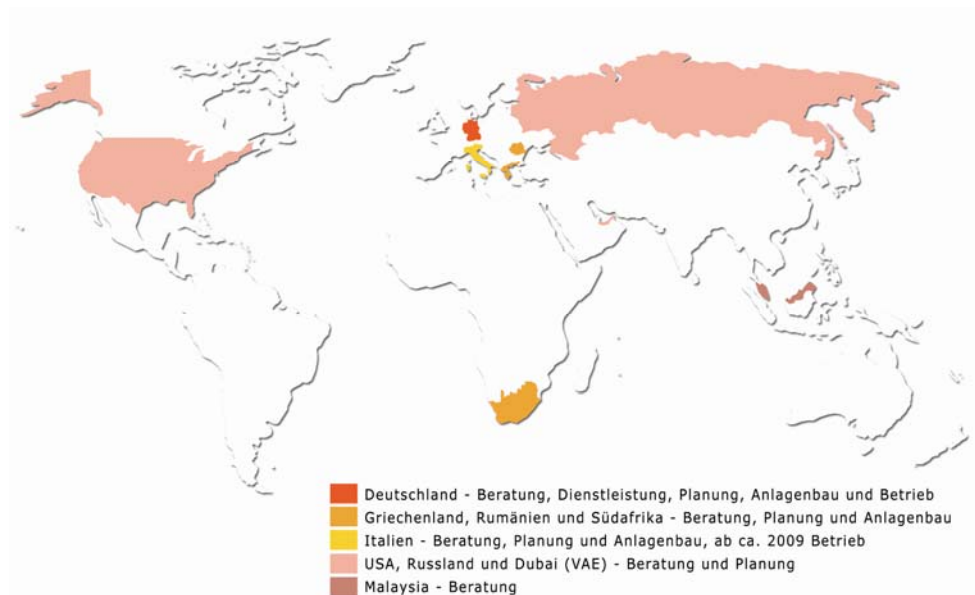 Deutschland - Beratung, Dienstleistung, Planung, Anlagenbau und Betrieb
Griechenland, Rumänien und Südafrika - Beratung, Planung und Anlagenbau
Italien - Beratung, Planung und Anlagenbau, ab ca. 2009 Betrieb
USA, Russland und Dubai (VAE) - Beratung und Planung
Malaysia - Beratung